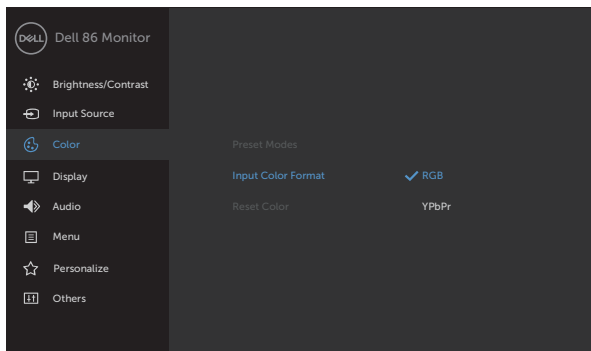 DELL Dell 86 Monitor
Brightness/Contrast
Input Source
Color
Preset Modes
Display
Input Color Format RGB
Audio
Reset Color YPbPr
Menu
Personalize
Others